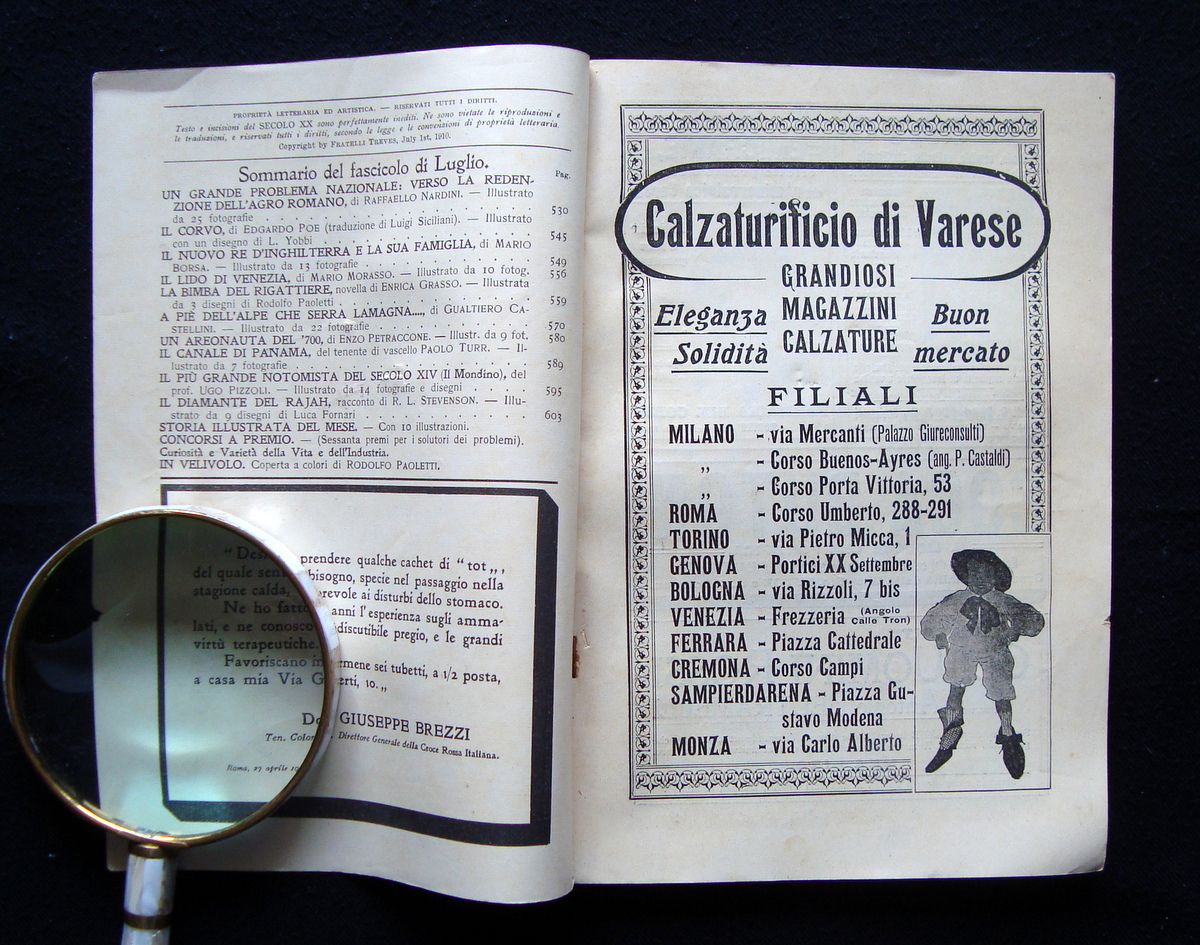 PROPRIETÀ LETTERARIA ED ARTISTICA. — RISERVATI TUTTI I DIRITTI.
Testo e incisioni del SECOLO XX sono perfettamente inediti. Ne sono vietate le riproduzioni e
le traduzioni, e riservati tutti i diritti, secondo le legge e le convenzioni di proprietà letteraria.
Copyright by FRATELLI TREVES, July 1st. 1910.
Sommario del fascicolo di Luglio.
Pag.
UN GRANDE PROBLEMA NAZIONALE: VERSO LA REDEN-
ZIONE DELL'AGRO ROMANO, di RAFFAELLO NARDINI. — Illustrato
da 25 fotografie . . . . . . . . . . 530
IL CORVO, di EDGARDO POE (traduzione di Luigi Siciliani). — Illustrato
con un disegno di L. Yobbi . . . . . . . . . . 545
IL NUOVO RE D'INGHILTERRA E LA SUA FAMIGLIA, di MARIO
BORSA. — Illustrato da 13 fotografie . . . . . . . . . . 549
IL LIDO DI VENEZIA, di MARIO MORASSO. — Illustrato da 10 fotog. 556
LA BIMBA DEL RIGATTIERE, novella di ENRICA GRASSO. — Illustrata
da 3 disegni di Rodolfo Paoletti . . . . . . . . . . 559
A PIÈ DELL'ALPE CHE SERRA LAMAGNA...., di GUALTIERO CA-
STELLINI. — Illustrato da 22 fotografie . . . . . . . . . . 570
UN AREONAUTA DEL '700, di ENZO PETRACCONE. — Illustr. da 9 fot. 580
IL CANALE DI PANAMA, del tenente di vascello PAOLO TURR. — Il-
lustrato da 7 fotografie . . . . . . . . . . 589
IL PIÙ GRANDE NOTOMISTA DEL SECOLO XIV (Il Mondino), del
prof. UGO PIZZOLI. — Illustrato da 14 fotografie e disegni . . . . 595
IL DIAMANTE DEL RAJAH, racconto di R. L. STEVENSON. — Illu-
strato da 9 disegni di Luca Fornari . . . . . . . . . . 603
STORIA ILLUSTRATA DEL MESE. — Con 10 illustrazioni.
CONCORSI A PREMIO. — (Sessanta premi per i solutori dei problemi).
Curiosità e Varietà della Vita e dell'Industria.
IN VELIVOLO. Coperta a colori di RODOLFO PAOLETTI.
prendere qualche cachet di "tot„,
del quale bisogno, specie nel passaggio nella
stagione calda, ai disturbi dello stomaco.
Ne ho fatto anni l'esperienza sugli amma-
lati, e ne conosco pregio, e le grandi
virtù terapeutiche.
Favoriscano sei tubetti, a 1/2 posta,
a casa mia Via 10.„
GIUSEPPE BREZZI
Ten. Direttore Generale della Croce Rossa Italiana.
Roma, 27 aprile
Calzaturificio di Varese
GRANDIOSI
MAGAZZINI
CALZATURE
Eleganza
Solidità
Buon
mercato
FILIALI
MILANO - via Mercanti (Palazzo Giureconsulti)
„ - Corso Buenos-Ayres (ang. P. Castaldi)
„ - Corso Porta Vittoria, 53
ROMA - Corso Umberto, 288-291
TORINO - via Pietro Micca, 1
GENOVA - Portici XX Settembre
BOLOGNA - via Rizzoli, 7 bis
VENEZIA - Frezzeria (Angolo Calle Tron)
FERRARA - Piazza Cattedrale
CREMONA - Corso Campi
SAMPIERDARENA - Piazza Gu-
stavo Modena
MONZA - via Carlo Alberto